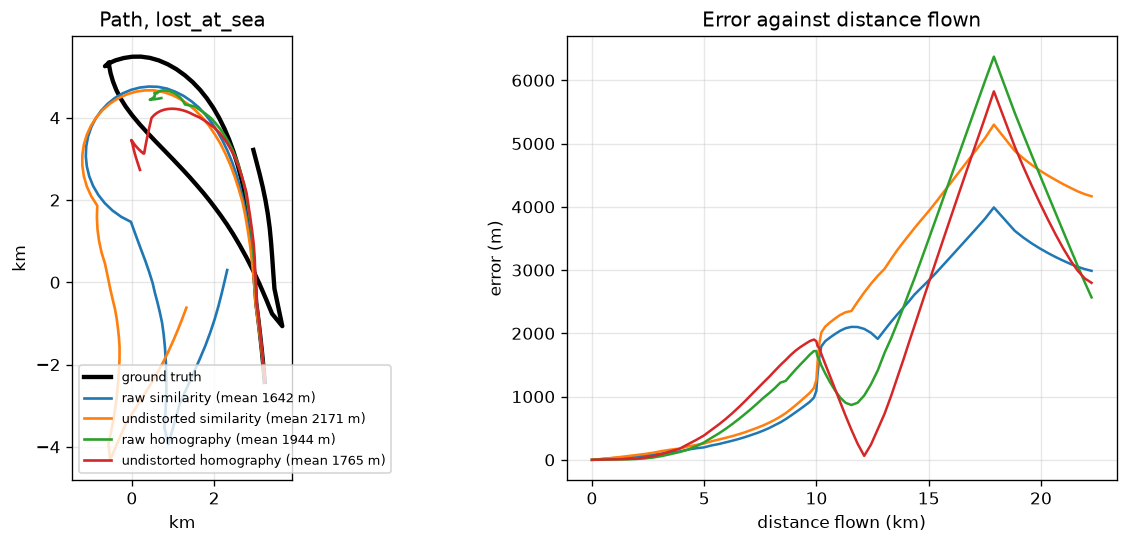 Path, lost_at_sea
km
4
2
0
−2
−4
0 2
km
ground truth
raw similarity (mean 1642 m)
undistorted similarity (mean 2171 m)
raw homography (mean 1944 m)
undistorted homography (mean 1765 m)
Error against distance flown
error (m)
6000
5000
4000
3000
2000
1000
0
0 5 10 15 20
distance flown (km)